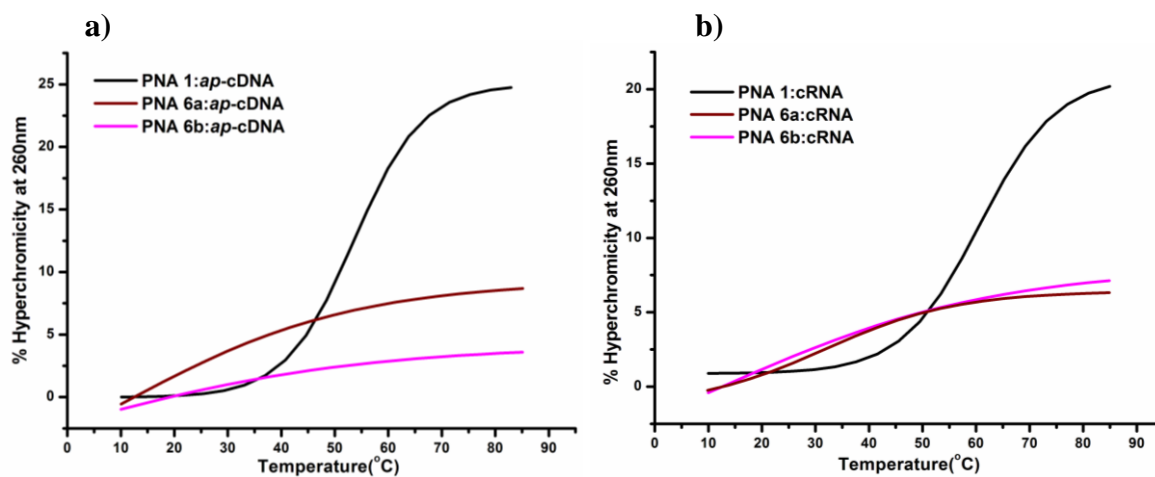 a)
PNA 1:ap-cDNA
PNA 6a:ap-cDNA
PNA 6b:ap-cDNA
% Hyperchromicity at 260nm
25
20
15
10
5
0
0 10 20 30 40 50 60 70 80 90
Temperature(°C)
b)
PNA 1:cRNA
PNA 6a:cRNA
PNA 6b:cRNA
% Hyperchromicity at 260nm
20
15
10
5
0
0 10 20 30 40 50 60 70 80 90
Temperature(°C)